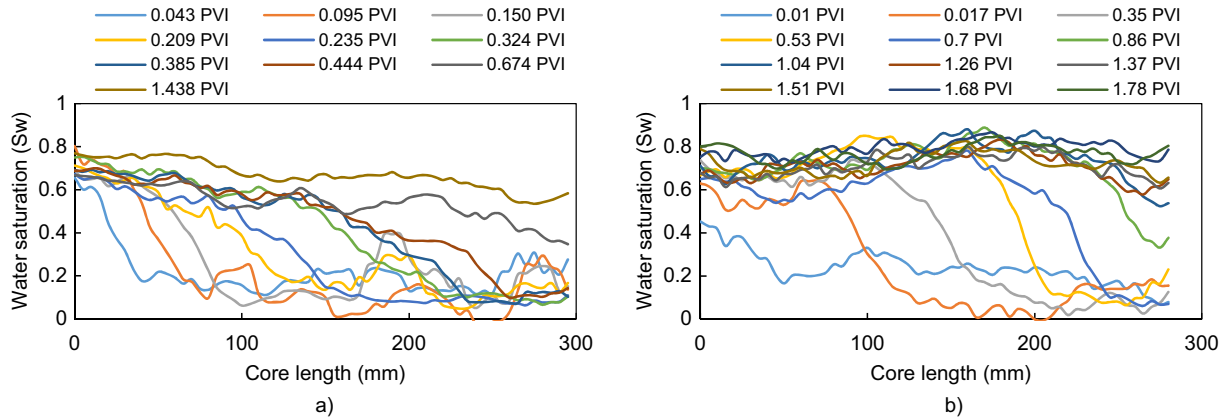 0.043 PVI 0.095 PVI 0.150 PVI
0.209 PVI 0.235 PVI 0.324 PVI
0.385 PVI 0.444 PVI 0.674 PVI
1.438 PVI
Water saturation (Sw)
1
0.8
0.6
0.4
0.2
0
0 100 200 300
Core length (mm)
a)
0.01 PVI 0.017 PVI 0.35 PVI
0.53 PVI 0.7 PVI 0.86 PVI
1.04 PVI 1.26 PVI 1.37 PVI
1.51 PVI 1.68 PVI 1.78 PVI
Water saturation (Sw)
1
0.8
0.6
0.4
0.2
0
0 100 200 300
Core length (mm)
b)